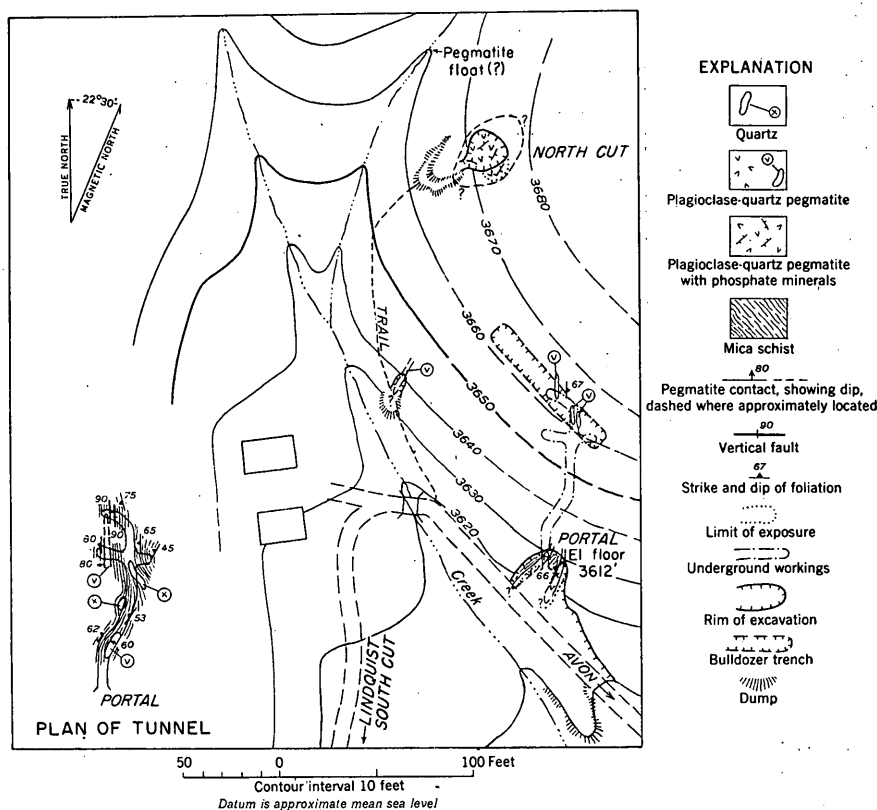 Pegmatite
float (?)
22°30'
TRUE NORTH
MAGNETIC NORTH
?
NORTH CUT
?
?
3680
3670
3660
3650
3640
3630
3620
TRAIL
v
v
67
v
PORTAL
El floor
3612'
66
?
?
Creek
AVON
LINDQUIST
SOUTH CUT
90
75
90
65
80
45
80
v
x
x
53
62
60
v
PORTAL
PLAN OF TUNNEL
EXPLANATION
x
Quartz
v
Plagioclase-quartz pegmatite
Plagioclase-quartz pegmatite
with phosphate minerals
Mica schist
80
Pegmatite contact, showing dip,
dashed where approximately located
90
Vertical fault
67
Strike and dip of foliation
Limit of exposure
Underground workings
Rim of excavation
Bulldozer trench
Dump
50 0 100 Feet
Contour interval 10 feet
Datum is approximate mean sea level